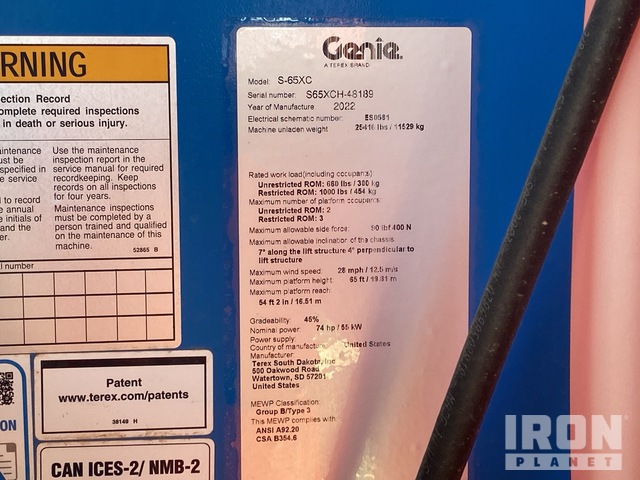 RNING
ection Record
omplete required inspections
in death or serious injury.
aintenance
ust be
specified in
e service
d to record
e annual
e initials of
and the
er.
Use the maintenance
inspection report in the
service manual for required
recordkeeping. Keep
records on all inspections
for four years.
Maintenance inspections
must be completed by a
person trained and qualified
on the maintenance of this
machine.
52865 B
al number
Patent
www.terex.com/patents
38149 H
ION
CAN ICES-2/ NMB-2
Genie
A TEREX BRAND
Model: S-65XC
Serial number: S65XCH-48189
Year of Manufacture 2022
Electrical schematic number: ES0581
Machine unladen weight 25416 lbs / 11529 kg
Rated work load(including occupants)
Unrestricted ROM: 660 lbs / 300 kg
Restricted ROM: 1000 lbs / 454 kg
Maximum number of platform occupants:
Unrestricted ROM: 2
Restricted ROM: 3
Maximum allowable side force: 90 lbf/400 N
Maximum allowable inclination of the chassis:
7° along the lift structure 4° perpendicular to
lift structure
Maximum wind speed: 28 mph / 12.5 m/s
Maximum platform height: 65 ft / 19.81 m
Maximum platform reach:
54 ft 2 in / 16.51 m
Gradeability: 45%
Nominal power: 74 hp / 55 kW
Power supply:
Country of manufacture: United States
Manufacturer
Terex South Dakota, Inc
500 Oakwood Road
Watertown, SD 57201
United States
MEWP Classification:
Group B/Type 3
This MEWP complies with:
ANSI A92.20
CSA B354.6
IRON
PLANET